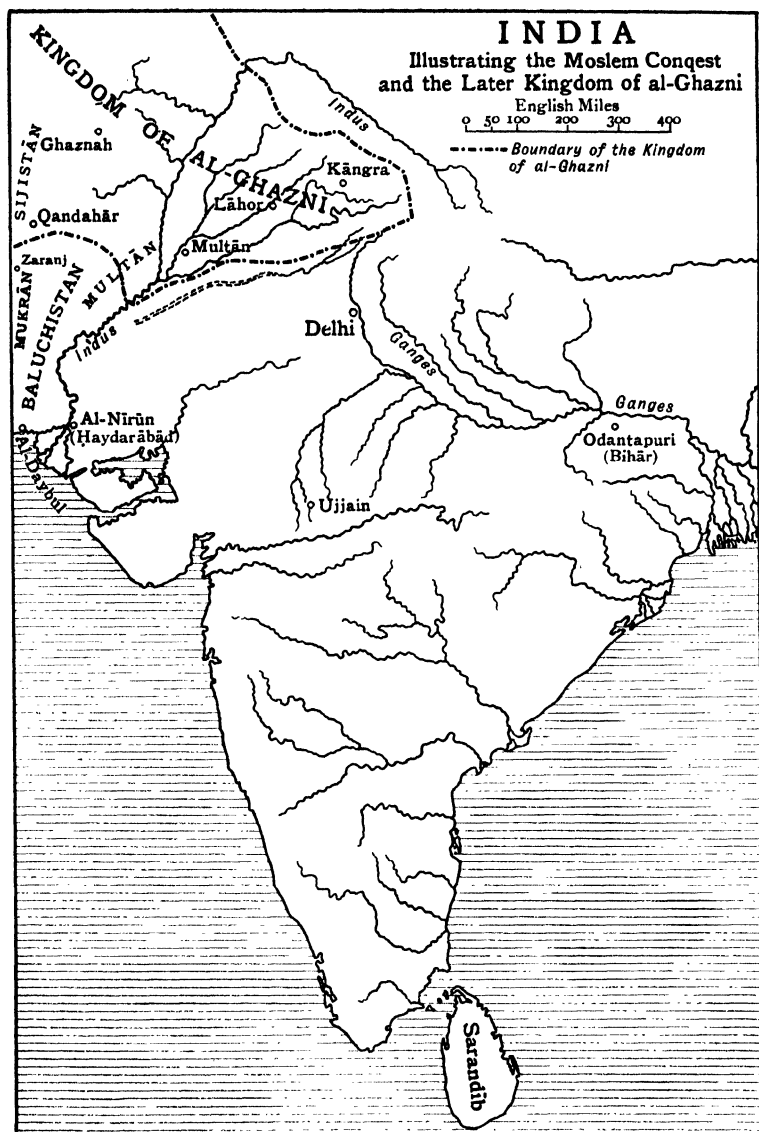 INDIA
Illustrating the Moslem Conqest
and the Later Kingdom of al-Ghazni
English Miles
0 50 100 200 300 400
Boundary of the Kingdom
of al-Ghazni
KINGDOM OF AL-GHAZNI
Indus
SIJISTĀN
Ghaznah
Kāngra
Lāhor
Qandahār
Multān
MULTĀN
Zaranj
MUKRĀN
BALUCHISTAN
Indus
Delhi
Ganges
Ganges
Al-Nīrūn
(Ḥaydarābād)
Al-Daybul
Odantapuri
(Bihār)
Ujjain
Sarandīb